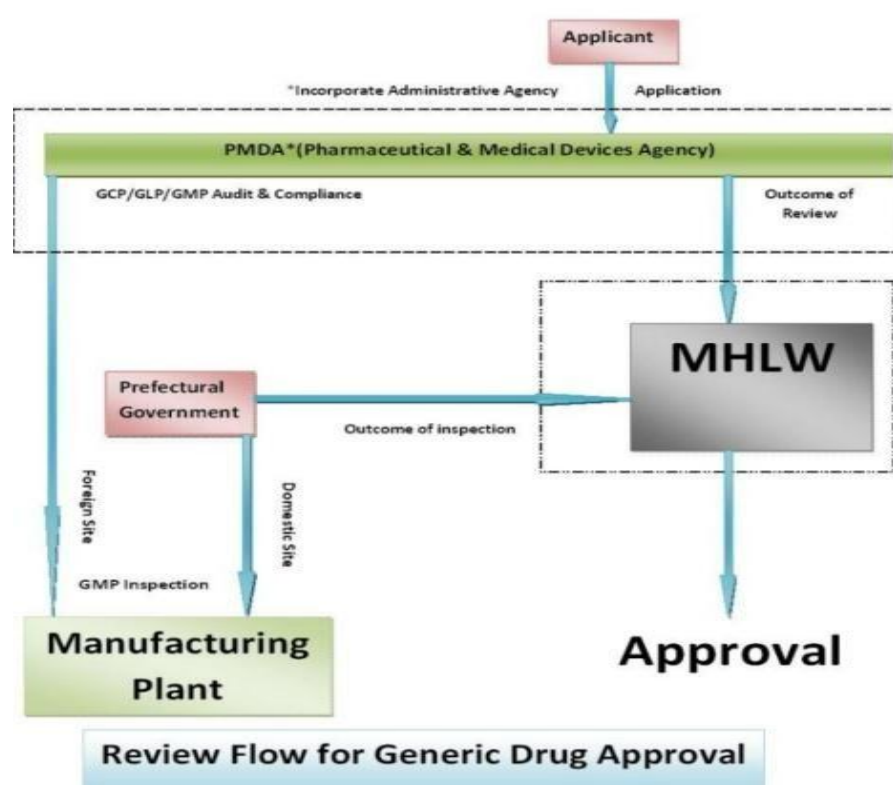 Applicant
*Incorporate Administrative Agency
Application
PMDA*(Pharmaceutical & Medical Devices Agency)
GCP/GLP/GMP Audit & Compliance
Outcome of
Review
MHLW
Prefectural
Government
Outcome of inspection
Foreign Site
Domestic Site
GMP Inspection
Manufacturing
Plant
Approval
Review Flow for Generic Drug Approval